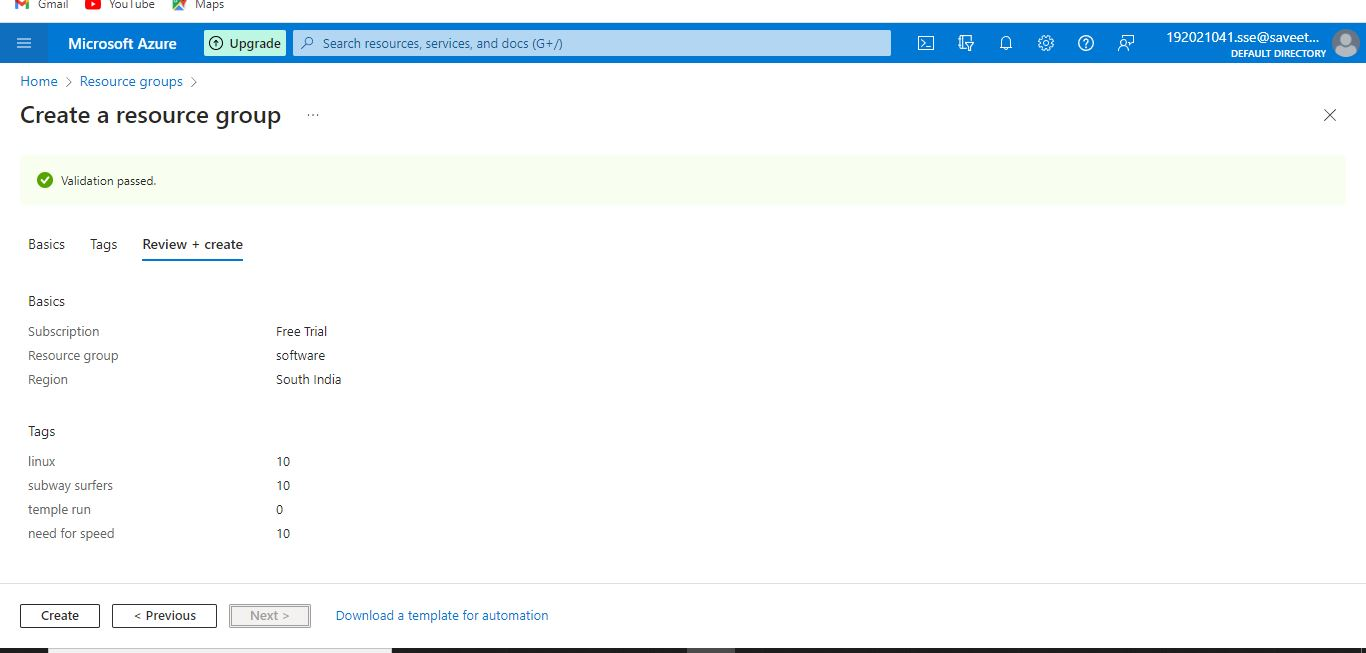 Gmail YouTube Maps
Microsoft Azure Upgrade Search resources, services, and docs (G+/) 192021041.sse@saveet...
DEFAULT DIRECTORY
Home > Resource groups >
Create a resource group ...
Validation passed.
Basics Tags Review + create
Basics
Subscription Free Trial
Resource group software
Region South India
Tags
linux 10
subway surfers 10
temple run 0
need for speed 10
Create < Previous Next > Download a template for automation